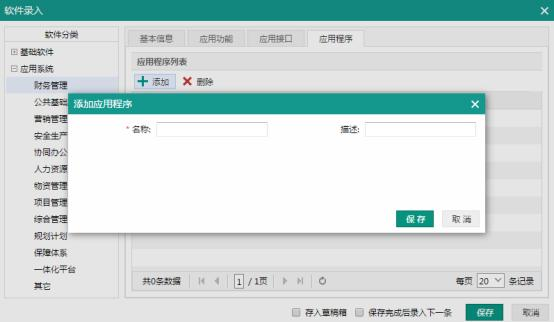 软件录入
软件分类
基础软件
应用系统
财务管理
公共基础
营销管理
安全生产
协同办公
人力资源
物资管理
项目管理
综合管理
规划计划
保障体系
一体化平台
其它
基本信息 应用功能 应用接口 应用程序
应用程序列表
添加 删除
添加应用程序
* 名称: 描述:
保存 取消
共0条数据 1 / 1页 每页 20 条记录
存入草稿箱 保存完成后录入下一条 保存 取消